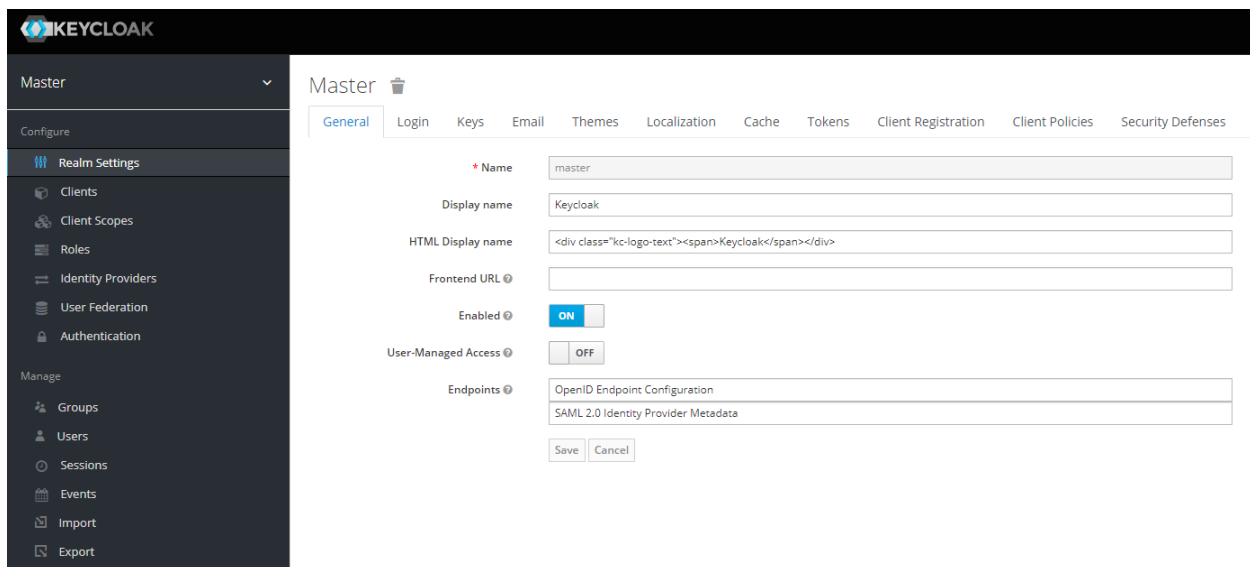 KEYCLOAK
Master
Configure
Realm Settings
Clients
Client Scopes
Roles
Identity Providers
User Federation
Authentication
Manage
Groups
Users
Sessions
Events
Import
Export
Master
General Login Keys Email Themes Localization Cache Tokens Client Registration Client Policies Security Defenses
* Name master
Display name Keycloak
HTML Display name <div class="kc-logo-text"><span>Keycloak</span></div>
Frontend URL
Enabled ON
User-Managed Access OFF
Endpoints OpenID Endpoint Configuration
SAML 2.0 Identity Provider Metadata
Save Cancel